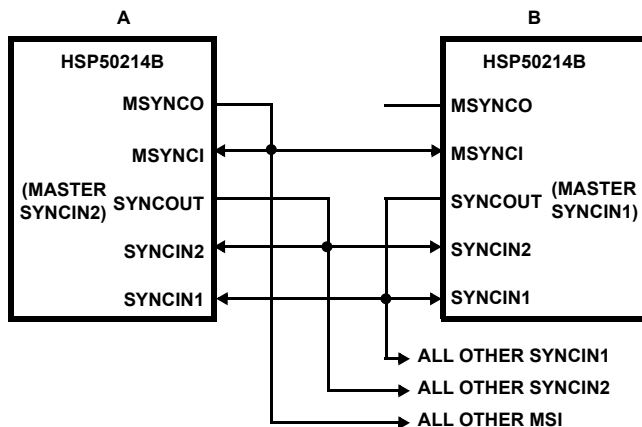 A
B
HSP50214B
HSP50214B
MSYNCO
MSYNCO
MSYNCI
MSYNCI
(MASTER
SYNCIN2)
SYNCOUT
SYNCOUT
(MASTER
SYNCIN1)
SYNCIN2
SYNCIN2
SYNCIN1
SYNCIN1
ALL OTHER SYNCIN1
ALL OTHER SYNCIN2
ALL OTHER MSI